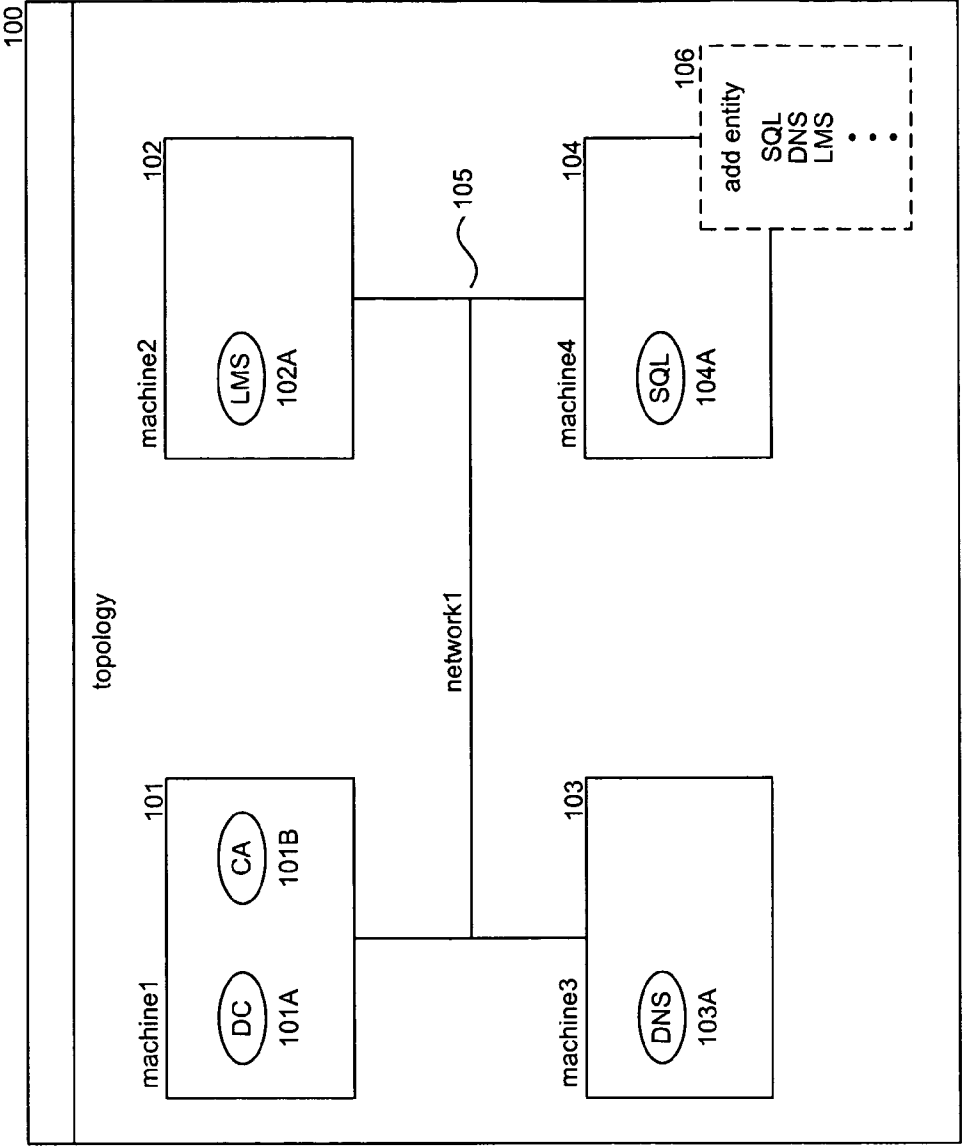 100
topology
machine1
101
DC
CA
101A
101B
machine2
102
LMS
102A
network1
105
machine3
103
DNS
103A
machine4
104
SQL
104A
106
add entity
SQL
DNS
LMS